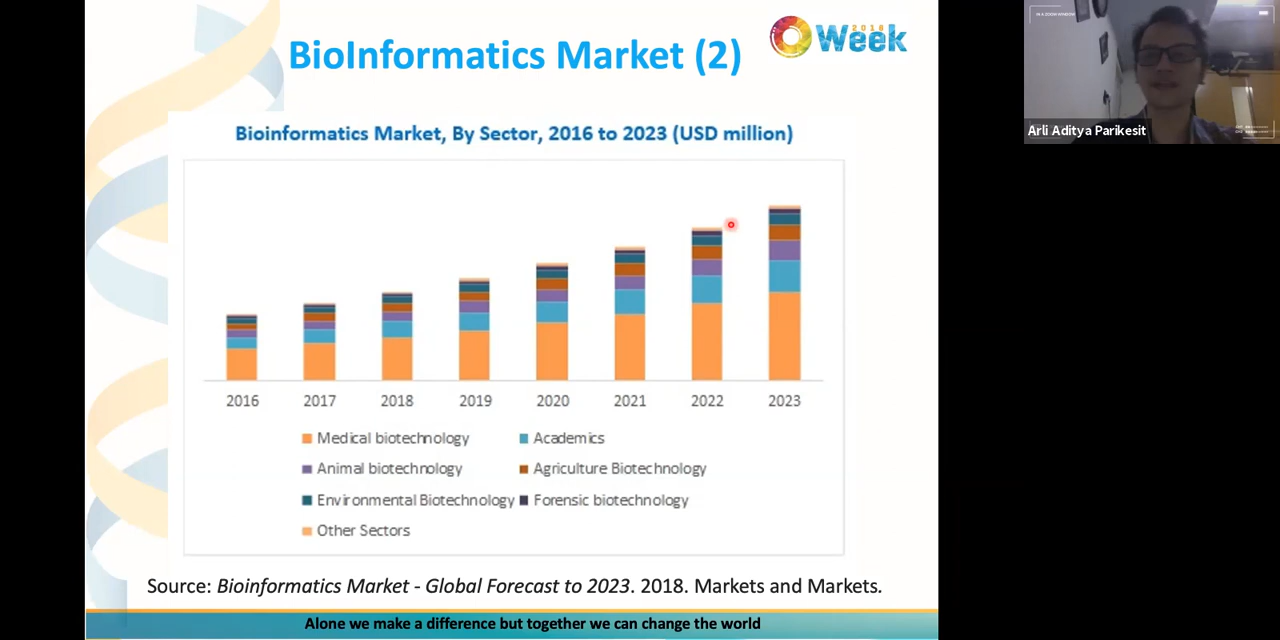 BioInformatics Market (2)
2018
Week
Bioinformatics Market, By Sector, 2016 to 2023 (USD million)
2016 2017 2018 2019 2020 2021 2022 2023
Medical biotechnology Academics
Animal biotechnology Agriculture Biotechnology
Environmental Biotechnology Forensic biotechnology
Other Sectors
Source: Bioinformatics Market - Global Forecast to 2023. 2018. Markets and Markets.
Alone we make a difference but together we can change the world
Arli Aditya Parikesit